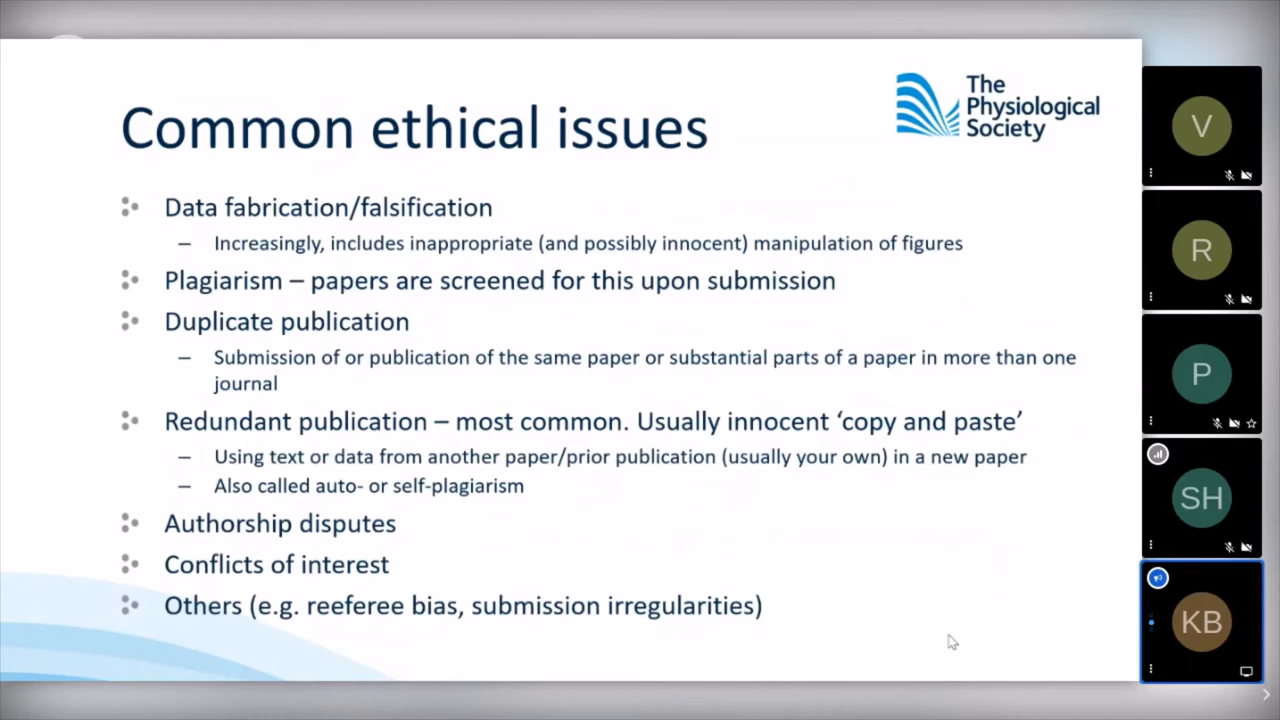 The
Physiological
Society
Common ethical issues
Data fabrication/falsification
– Increasingly, includes inappropriate (and possibly innocent) manipulation of figures
Plagiarism – papers are screened for this upon submission
Duplicate publication
– Submission of or publication of the same paper or substantial parts of a paper in more than one
journal
Redundant publication – most common. Usually innocent ‘copy and paste’
– Using text or data from another paper/prior publication (usually your own) in a new paper
– Also called auto- or self-plagiarism
Authorship disputes
Conflicts of interest
Others (e.g. reeferee bias, submission irregularities)
V
R
P
SH
KB